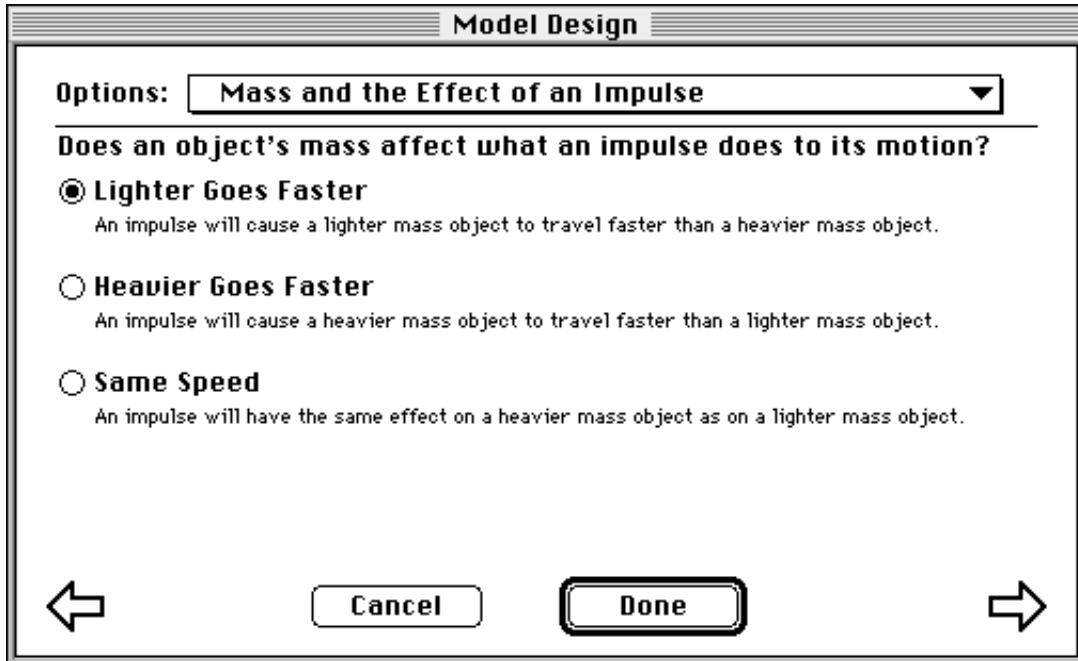 Model Design
Options: Mass and the Effect of an Impulse
Does an object's mass affect what an impulse does to its motion?
Lighter Goes Faster
An impulse will cause a lighter mass object to travel faster than a heavier mass object.
Heavier Goes Faster
An impulse will cause a heavier mass object to travel faster than a lighter mass object.
Same Speed
An impulse will have the same effect on a heavier mass object as on a lighter mass object.
Cancel Done